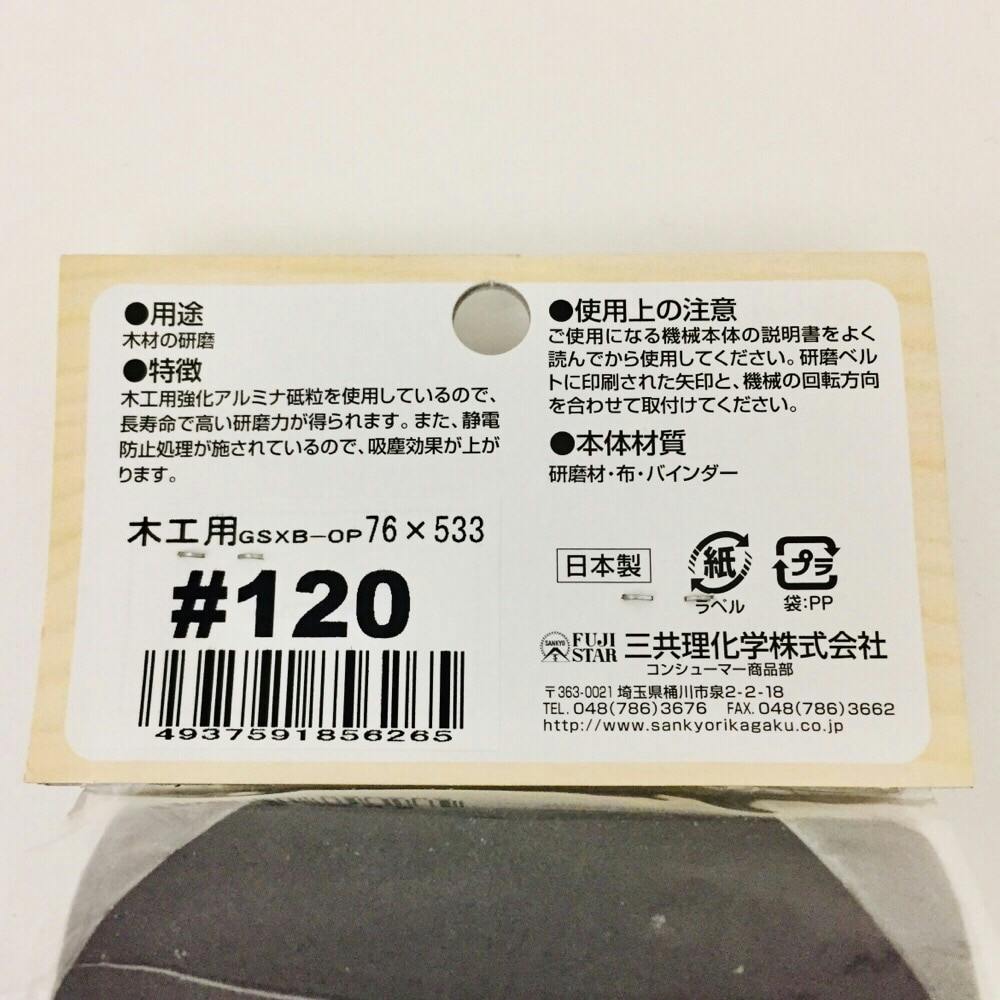 ●用途
木材の研磨
●特徴
木工用強化アルミナ砥粒を使用しているので、
長寿命で高い研磨力が得られます。また、静電
防止処理が施されているので、吸塵効果が上が
ります。
木工用GSXB-OP76×533
#120
4937591856265
●使用上の注意
ご使用になる機械本体の説明書をよく
読んでから使用してください。研磨ベル
トに印刷された矢印と、機械の回転方向
を合わせて取付けてください。
●本体材質
研磨材・布・バインダー
日本製
紙
ラベル
プラ
袋:PP
SANKYO
FUJI
STAR
三共理化学株式会社
コンシューマー商品部
〒363-0021 埼玉県桶川市泉2-2-18
TEL. 048(786)3676 FAX. 048(786)3662
http://www.sankyorikagaku.co.jp